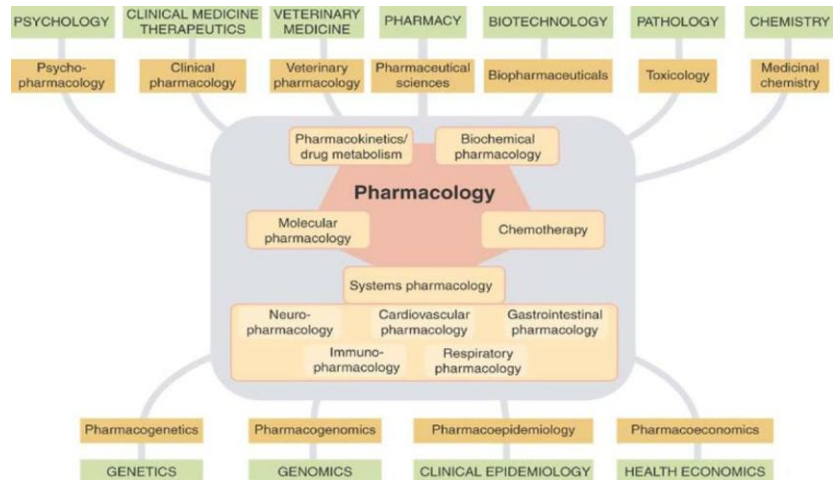 PSYCHOLOGY
CLINICAL MEDICINE
THERAPEUTICS
VETERINARY
MEDICINE
PHARMACY
BIOTECHNOLOGY
PATHOLOGY
CHEMISTRY
Psycho-
pharmacology
Clinical
pharmacology
Veterinary
pharmacology
Pharmaceutical
sciences
Biopharmaceuticals
Toxicology
Medicinal
chemistry
Pharmacokinetics/
drug metabolism
Biochemical
pharmacology
Pharmacology
Molecular
pharmacology
Chemotherapy
Systems pharmacology
Neuro-
pharmacology
Cardiovascular
pharmacology
Gastrointestinal
pharmacology
Immuno-
pharmacology
Respiratory
pharmacology
Pharmacogenetics
Pharmacogenomics
Pharmacoepidemiology
Pharmacoeconomics
GENETICS
GENOMICS
CLINICAL EPIDEMIOLOGY
HEALTH ECONOMICS